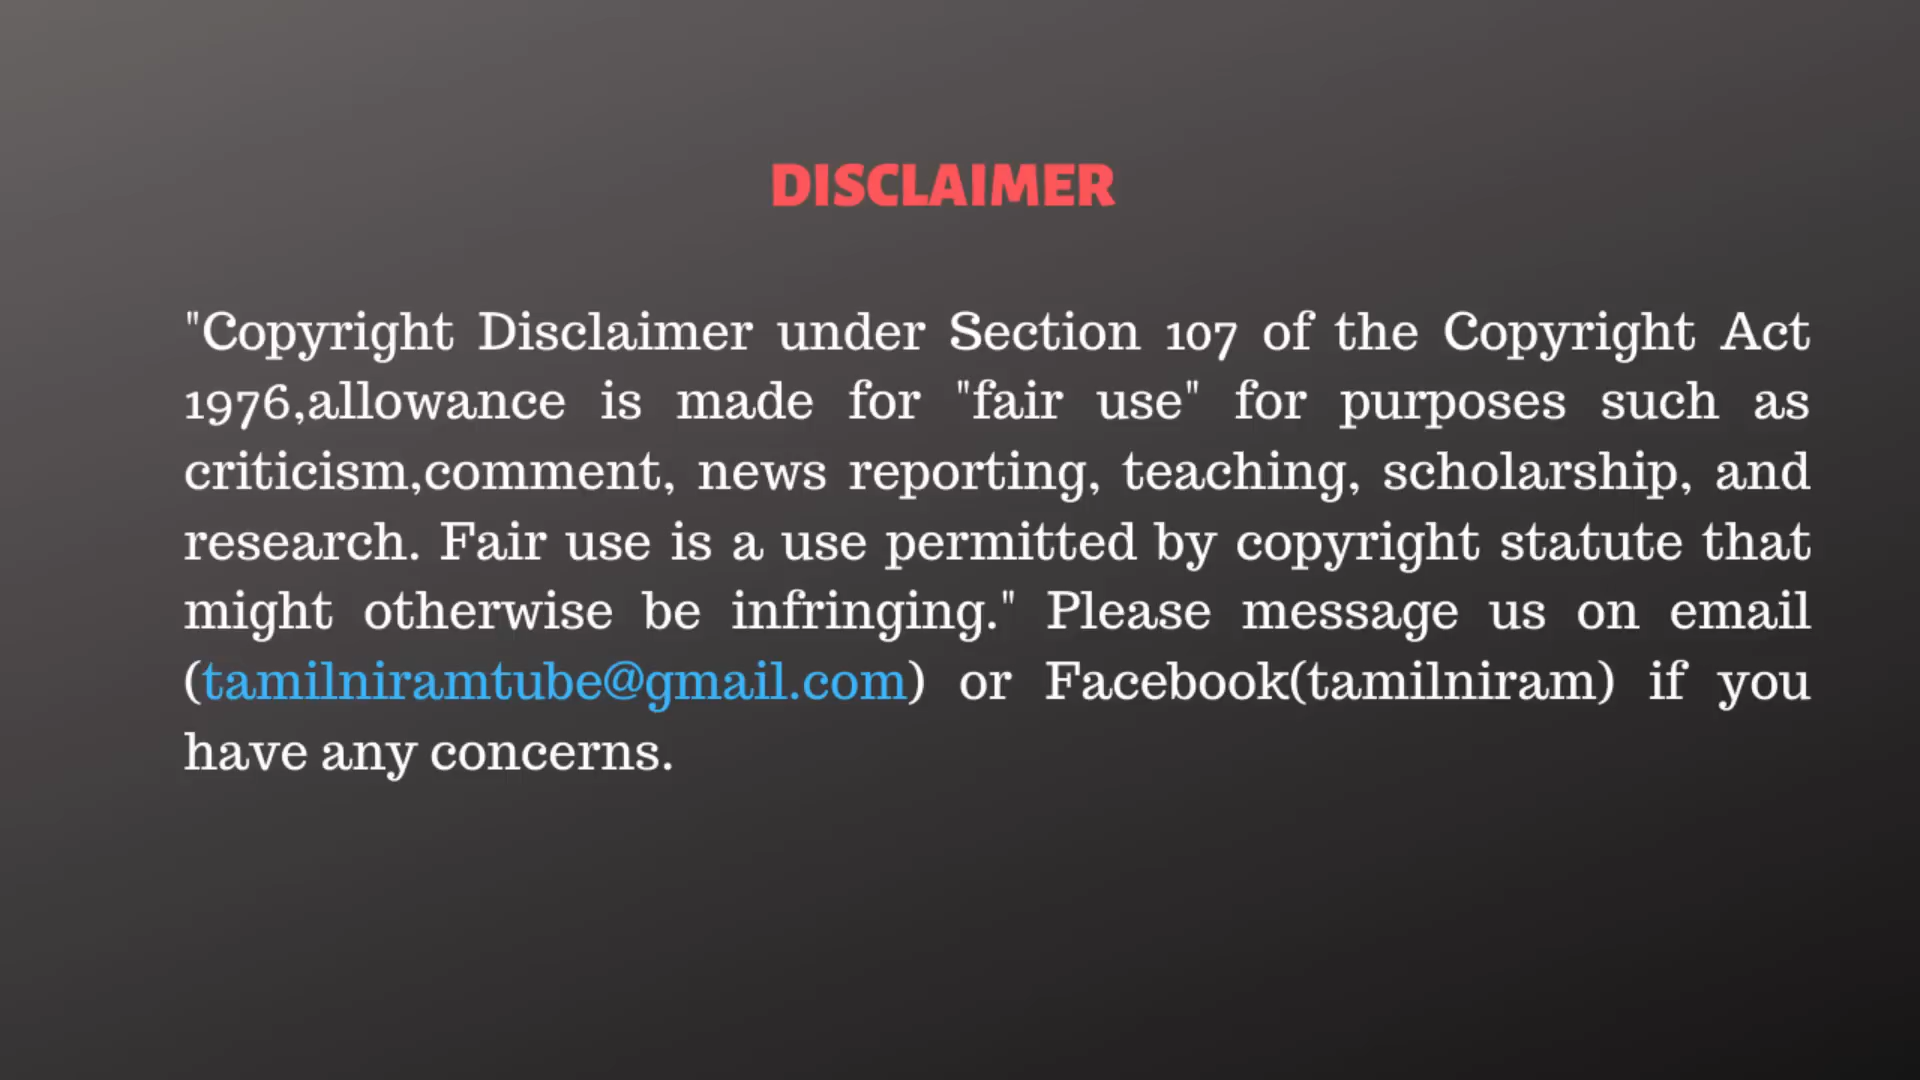 DISCLAIMER
"Copyright Disclaimer under Section 107 of the Copyright Act
1976,allowance is made for "fair use" for purposes such as
criticism,comment, news reporting, teaching, scholarship, and
research. Fair use is a use permitted by copyright statute that
might otherwise be infringing." Please message us on email
(tamilniramtube@gmail.com) or Facebook(tamilniram) if you
have any concerns.